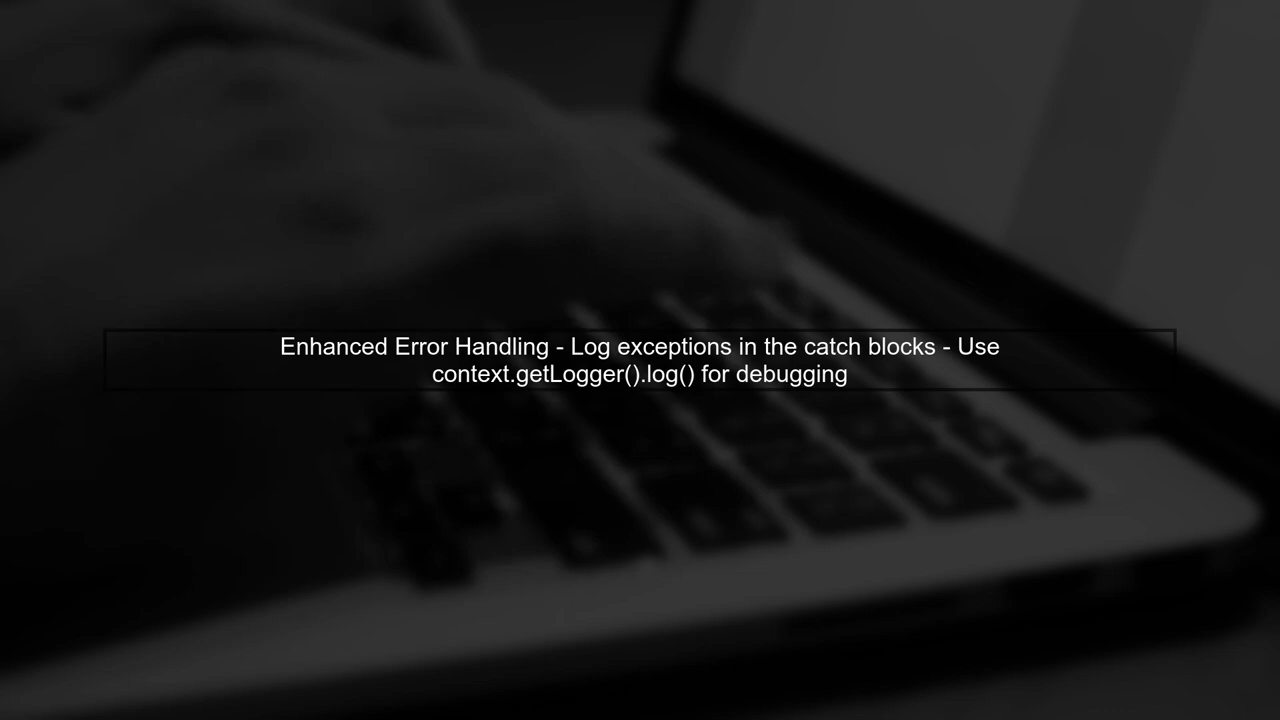 Enhanced Error Handling - Log exceptions in the catch blocks - Use
context.getLogger().log() for debugging